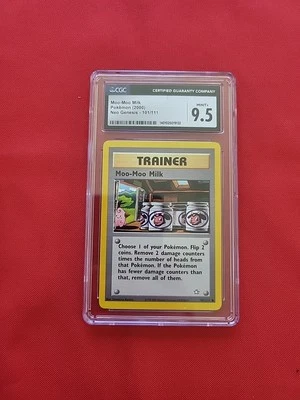 CGC
CERTIFIED GUARANTY COMPANY
Moo-Moo Milk
Pokémon (2000)
Neo Genesis - 101/111
9.5
TRAINER
Moo-Moo Milk
Choose 1 of your Pokémon. Flip 2
coins. Remove 2 damage counters
times the number of heads from
that Pokémon. If the Pokémon
has fewer damage counters than
that, remove all of them.